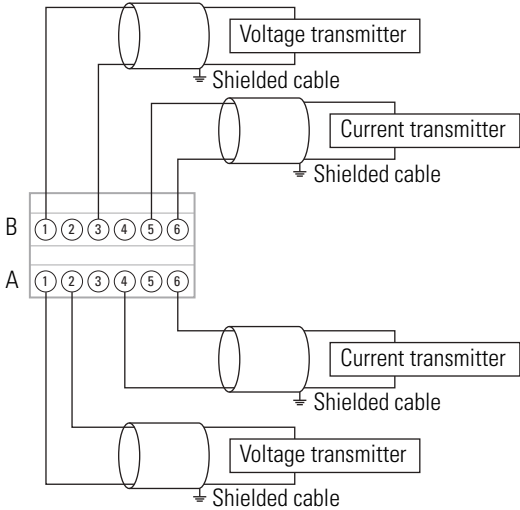 Voltage transmitter
Shielded cable
Current transmitter
Shielded cable
B 1 2 3 4 5 6
A 1 2 3 4 5 6
Current transmitter
Shielded cable
Voltage transmitter
Shielded cable